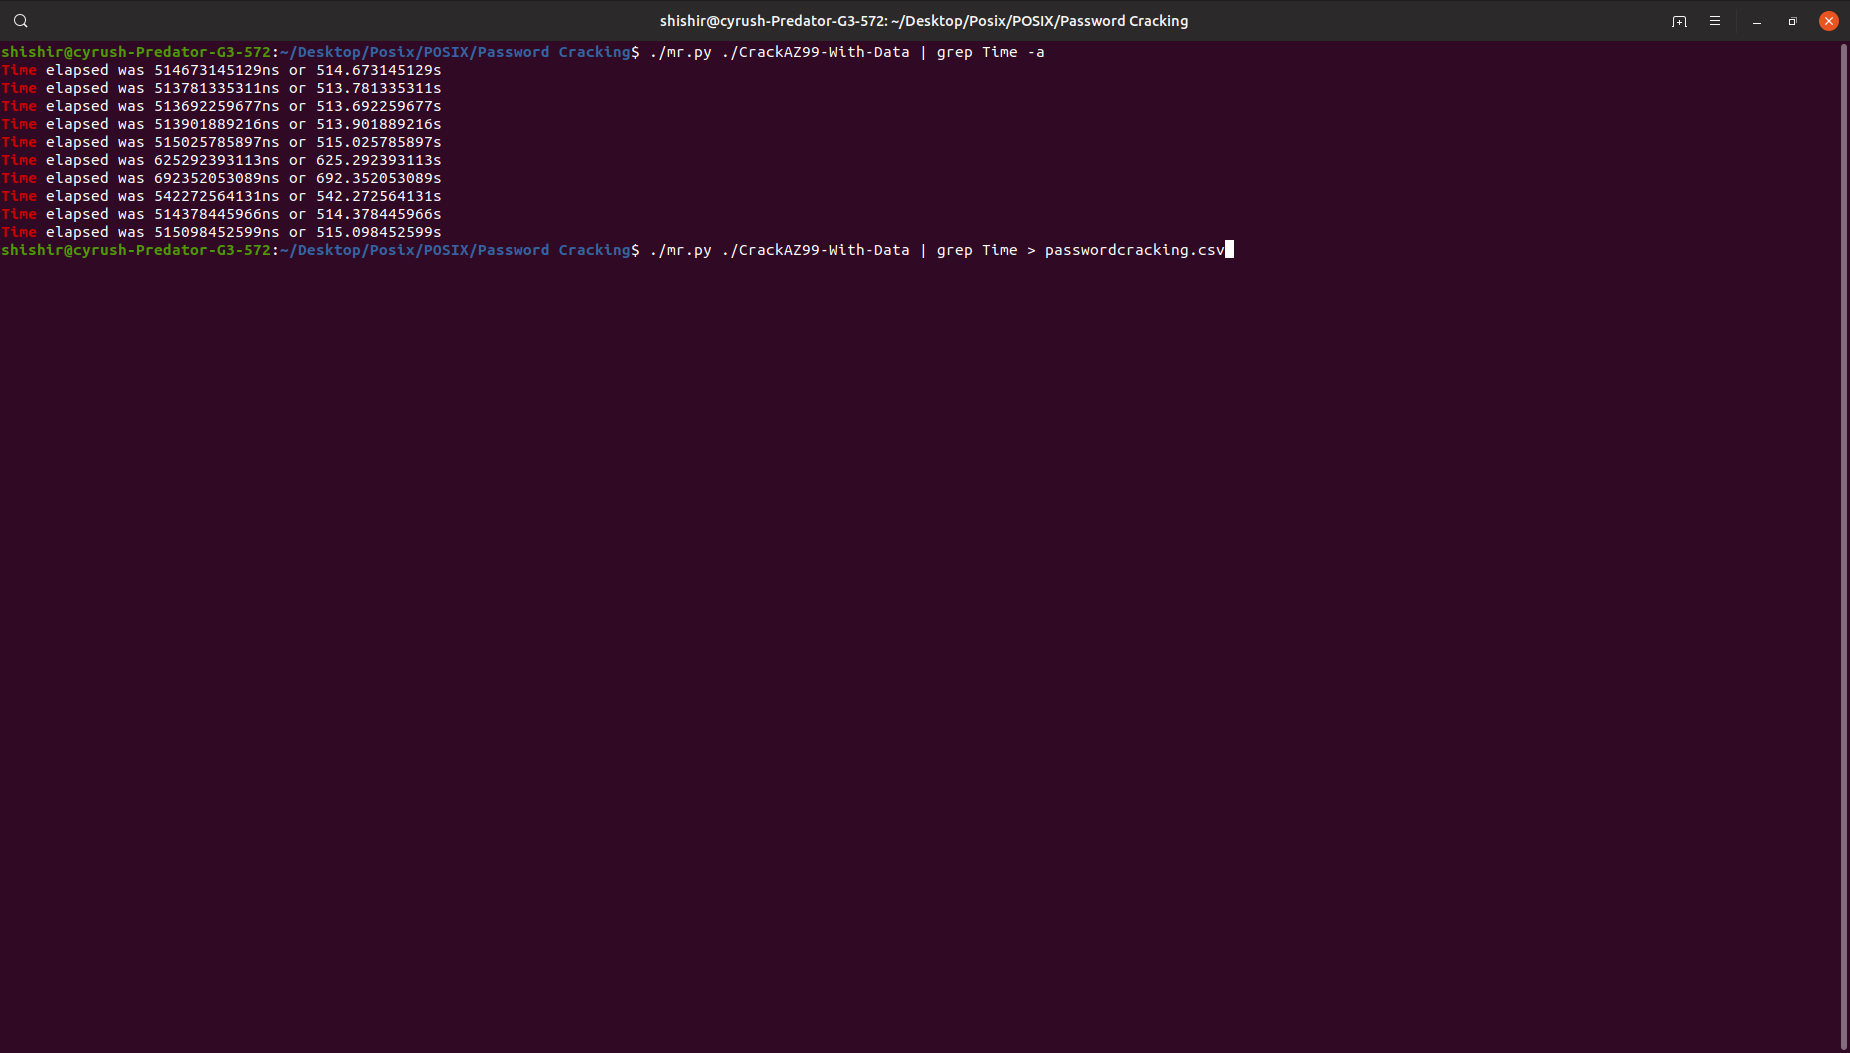 shishir@cyrush-Predator-G3-572: ~/Desktop/Posix/POSIX/Password Cracking
shishir@cyrush-Predator-G3-572:~/Desktop/Posix/POSIX/Password Cracking$ ./mr.py ./CrackAZ99-With-Data | grep Time -a
Time elapsed was 514673145129ns or 514.673145129s
Time elapsed was 513781335311ns or 513.781335311s
Time elapsed was 513692259677ns or 513.692259677s
Time elapsed was 513901889216ns or 513.901889216s
Time elapsed was 515025785897ns or 515.025785897s
Time elapsed was 625292393113ns or 625.292393113s
Time elapsed was 692352053089ns or 692.352053089s
Time elapsed was 542272564131ns or 542.272564131s
Time elapsed was 514378445966ns or 514.378445966s
Time elapsed was 515098452599ns or 515.098452599s
shishir@cyrush-Predator-G3-572:~/Desktop/Posix/POSIX/Password Cracking$ ./mr.py ./CrackAZ99-With-Data | grep Time > passwordcracking.csv